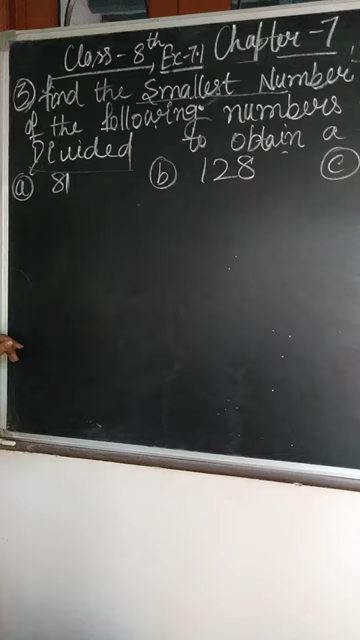 Class - 8th Ex-7.1 Chapter - 7
③ find the Smallest Number
of the following numbers
Divided to obtain a
ⓐ 81 ⓑ 128 ⓒ